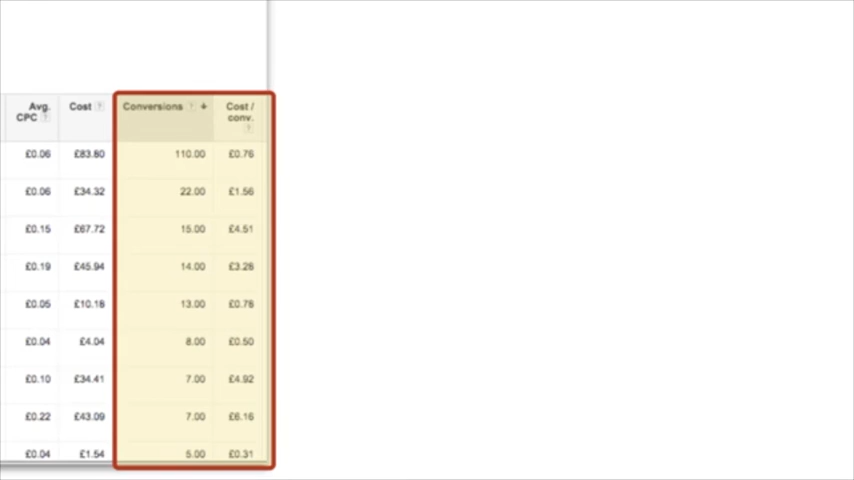 Avg. CPC ? Cost ? Conversions ? ↓ Cost / conv. ?
£0.06 £83.80 110.00 £0.76
£0.06 £34.32 22.00 £1.56
£0.15 £67.72 15.00 £4.51
£0.19 £45.94 14.00 £3.28
£0.05 £10.18 13.00 £0.78
£0.04 £4.04 8.00 £0.50
£0.10 £34.41 7.00 £4.92
£0.22 £43.09 7.00 £6.16
£0.04 £1.54 5.00 £0.31